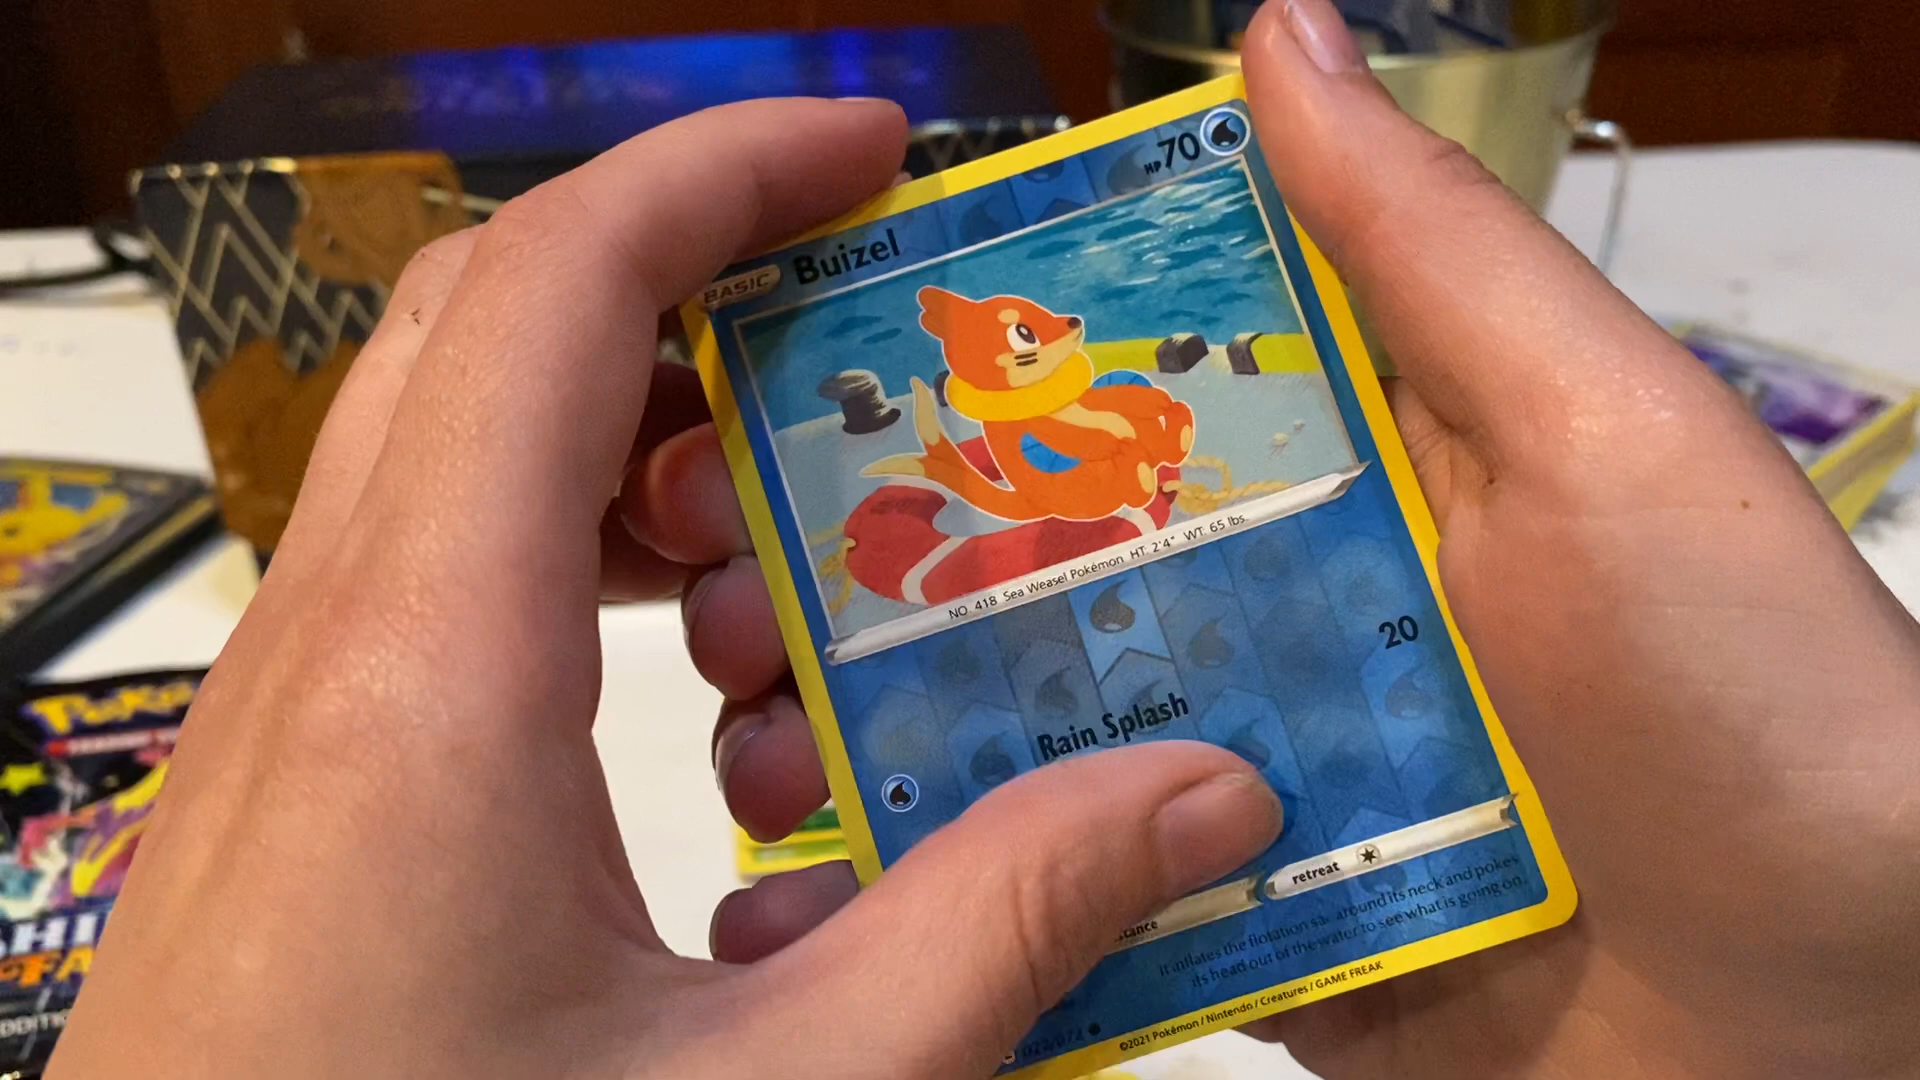 BASIC Buizel HP 70
NO. 418 Sea Weasel Pokémon HT: 2'4" WT: 65 lbs.
Rain Splash 20
retreat
It inflates the flotation sac around its neck and pokes
its head out of the water to see what is going on.
©2021 Pokémon / Nintendo / Creatures / GAME FREAK